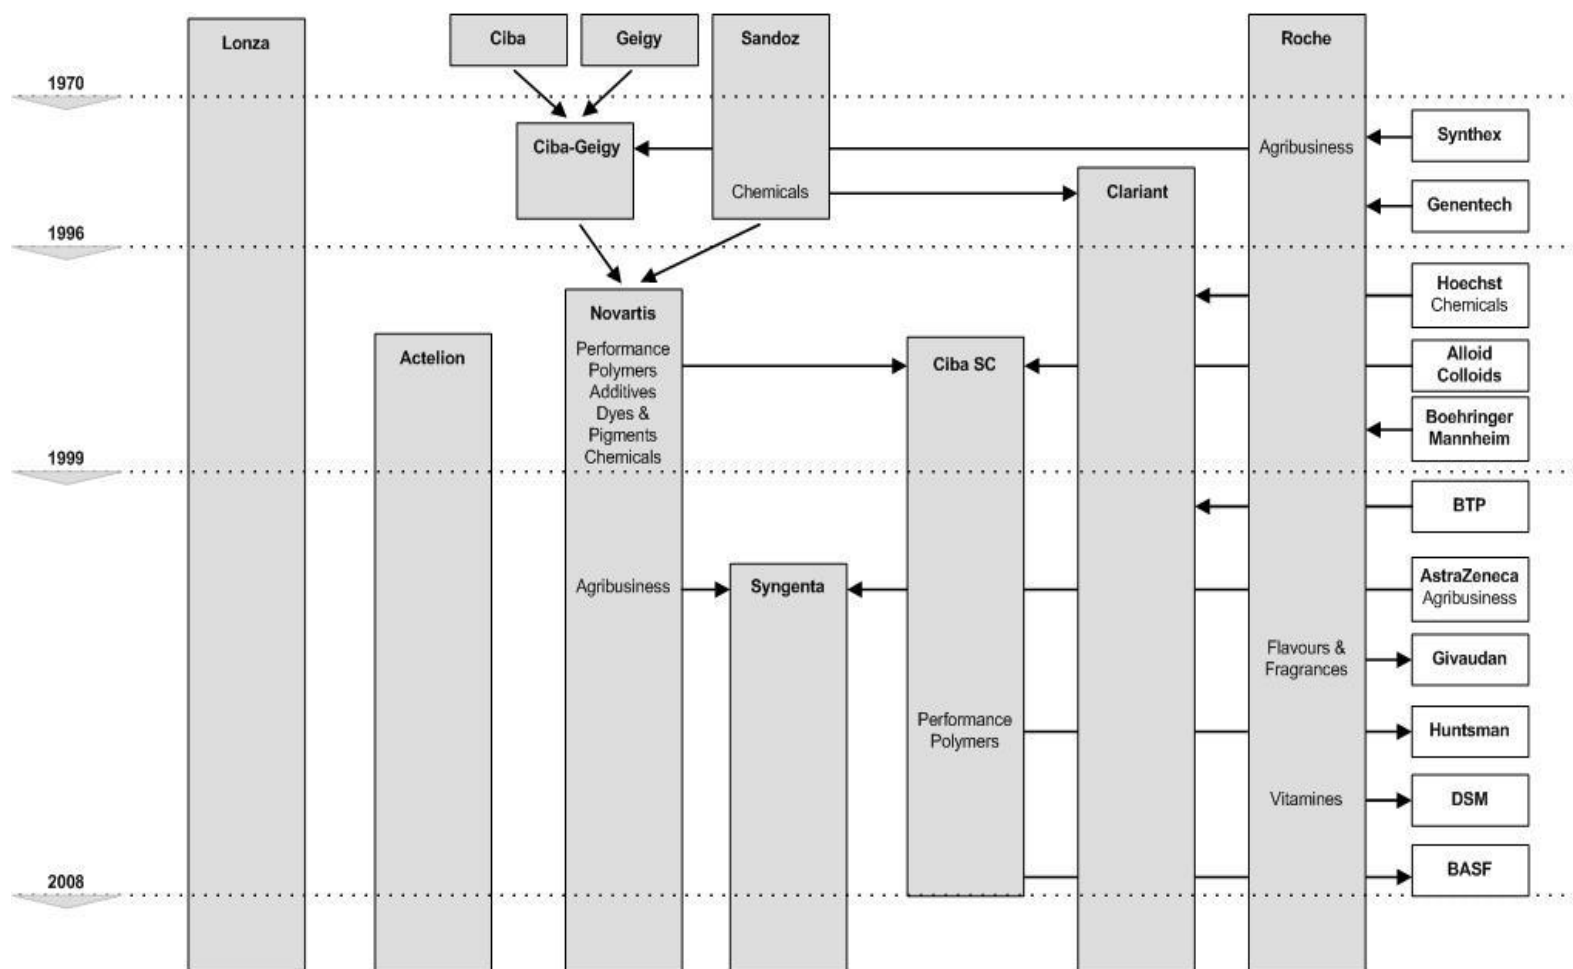 Lonza
Ciba
Geigy
Sandoz
Roche
1970
Ciba-Geigy
Agribusiness
Synthex
Chemicals
Clariant
Genentech
1996
Hoechst
Chemicals
Novartis
Performance
Polymers
Additives
Dyes &
Pigments
Chemicals
Actelion
Ciba SC
Alloid
Colloids
Boehringer
Mannheim
1999
BTP
Agribusiness
Syngenta
AstraZeneca
Agribusiness
Flavours &
Fragrances
Givaudan
Performance
Polymers
Huntsman
Vitamines
DSM
2008
BASF